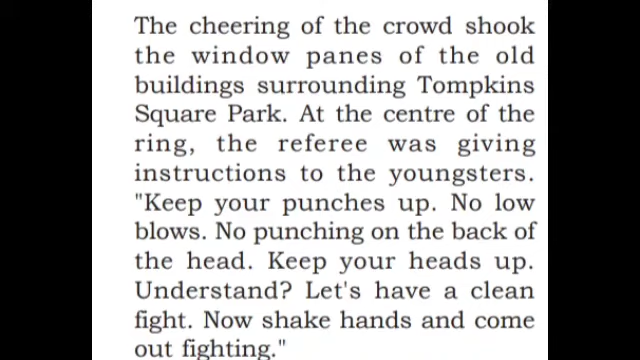 The cheering of the crowd shook
the window panes of the old
buildings surrounding Tompkins
Square Park. At the centre of the
ring, the referee was giving
instructions to the youngsters.
"Keep your punches up. No low
blows. No punching on the back of
the head. Keep your heads up.
Understand? Let's have a clean
fight. Now shake hands and come
out fighting."